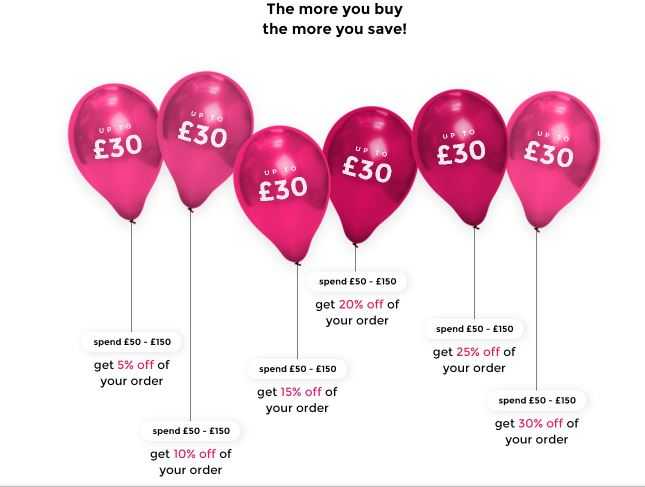 The more you buy
the more you save!
UP TO
£30
UP TO
£30
UP TO
£30
UP TO
£30
UP TO
£30
UP TO
£30
spend £50 - £150
get 5% off of
your order
spend £50 - £150
get 10% off of
your order
spend £50 - £150
get 15% off of
your order
spend £50 - £150
get 20% off of
your order
spend £50 - £150
get 25% off of
your order
spend £50 - £150
get 30% off of
your order